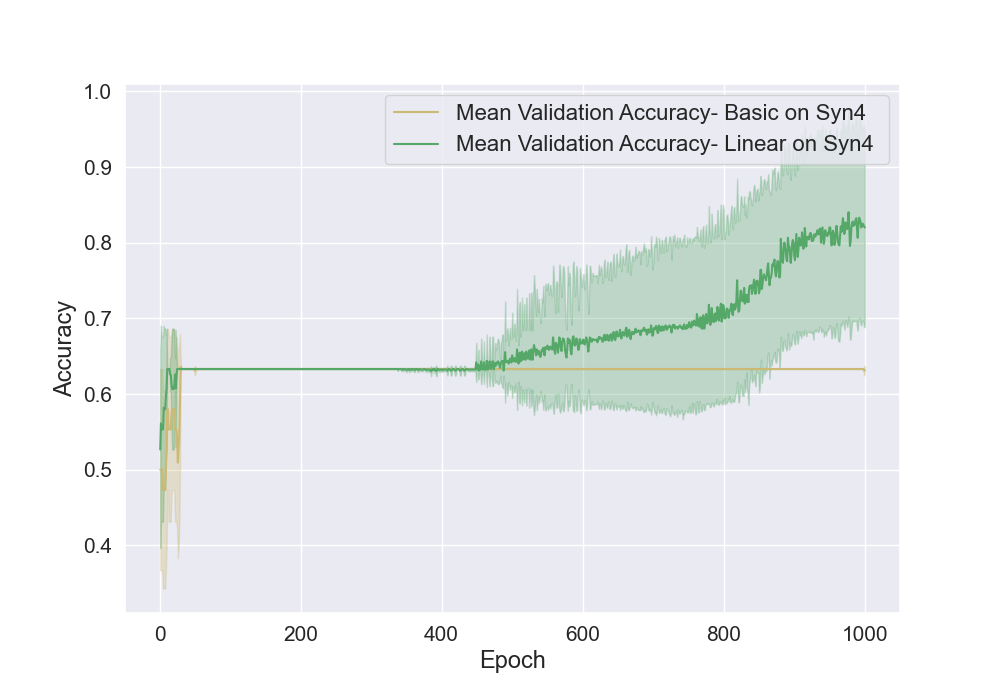 Mean Validation Accuracy- Basic on Syn4
Mean Validation Accuracy- Linear on Syn4
Accuracy
1.0
0.9
0.8
0.7
0.6
0.5
0.4
0 200 400 600 800 1000
Epoch